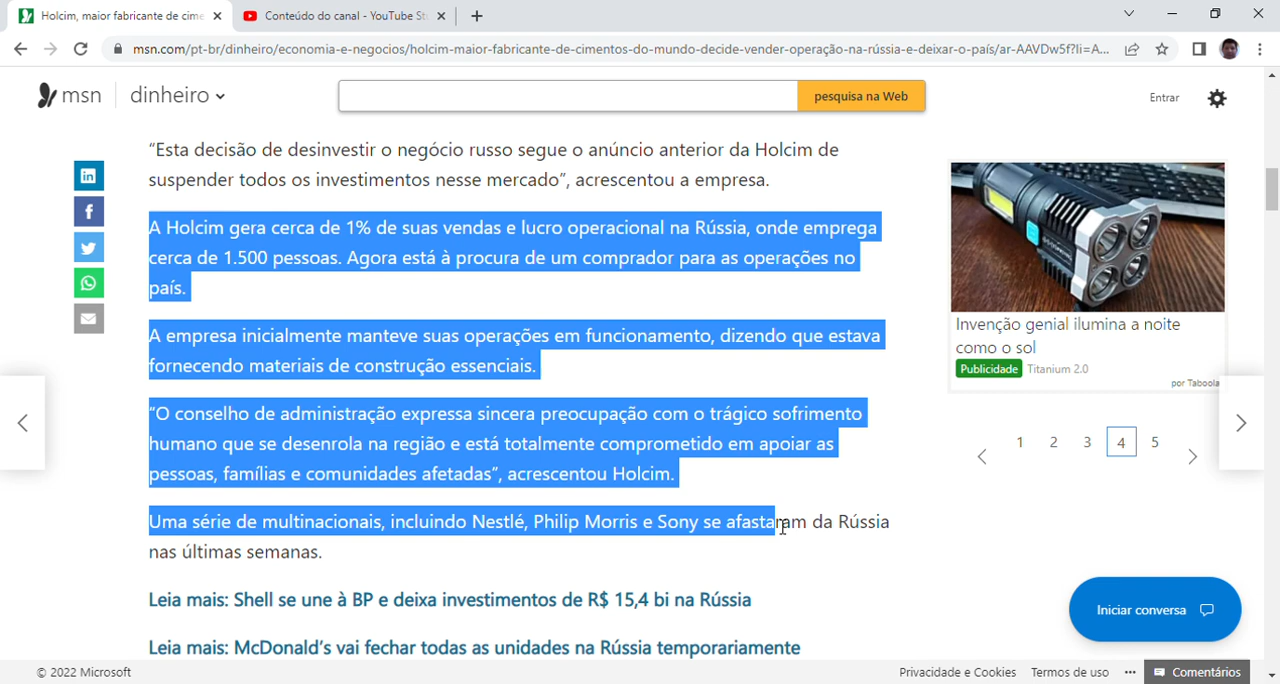 Holcim, maior fabricante de cime
Conteúdo do canal - YouTube St
msn.com/pt-br/dinheiro/economia-e-negocios/holcim-maior-fabricante-de-cimentos-do-mundo-decide-vender-operação-na-rússia-e-deixar-o-país/ar-AAVDw5f?li=A...
msn
dinheiro
pesquisa na Web
Entrar
“Esta decisão de desinvestir o negócio russo segue o anúncio anterior da Holcim de
suspender todos os investimentos nesse mercado”, acrescentou a empresa.
A Holcim gera cerca de 1% de suas vendas e lucro operacional na Rússia, onde emprega
cerca de 1.500 pessoas. Agora está à procura de um comprador para as operações no
país.
A empresa inicialmente manteve suas operações em funcionamento, dizendo que estava
fornecendo materiais de construção essenciais.
“O conselho de administração expressa sincera preocupação com o trágico sofrimento
humano que se desenrola na região e está totalmente comprometido em apoiar as
pessoas, famílias e comunidades afetadas”, acrescentou Holcim.
Uma série de multinacionais, incluindo Nestlé, Philip Morris e Sony se afastaram da Rússia
nas últimas semanas.
Leia mais: Shell se une à BP e deixa investimentos de R$ 15,4 bi na Rússia
Leia mais: McDonald’s vai fechar todas as unidades na Rússia temporariamente
Invenção genial ilumina a noite
como o sol
Publicidade Titanium 2.0
por Taboola
1 2 3 4 5
Iniciar conversa
© 2022 Microsoft
Privacidade e Cookies
Termos de uso
...
Comentários